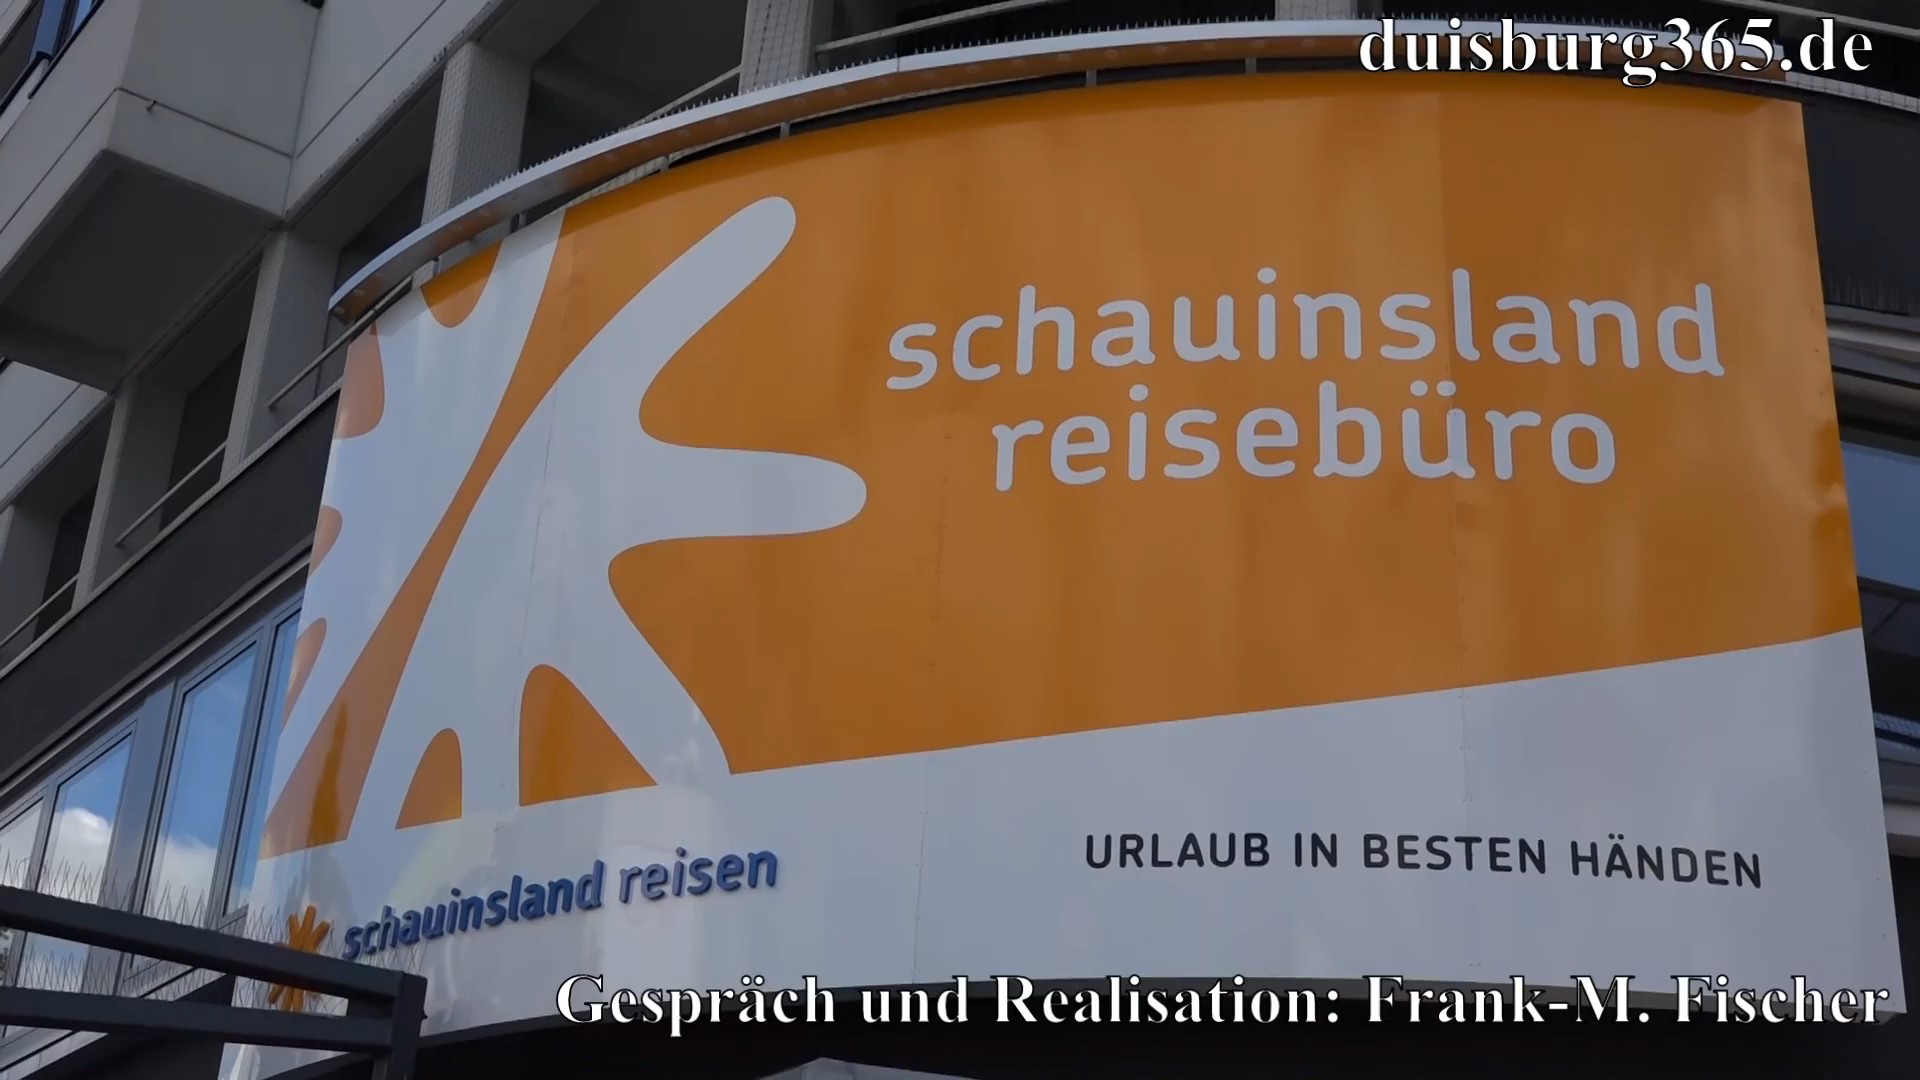 duisburg365.de
schauinsland
reisebüro
URLAUB IN BESTEN HÄNDEN
schauinsland reisen
Gespräch und Realisation: Frank-M. Fischer